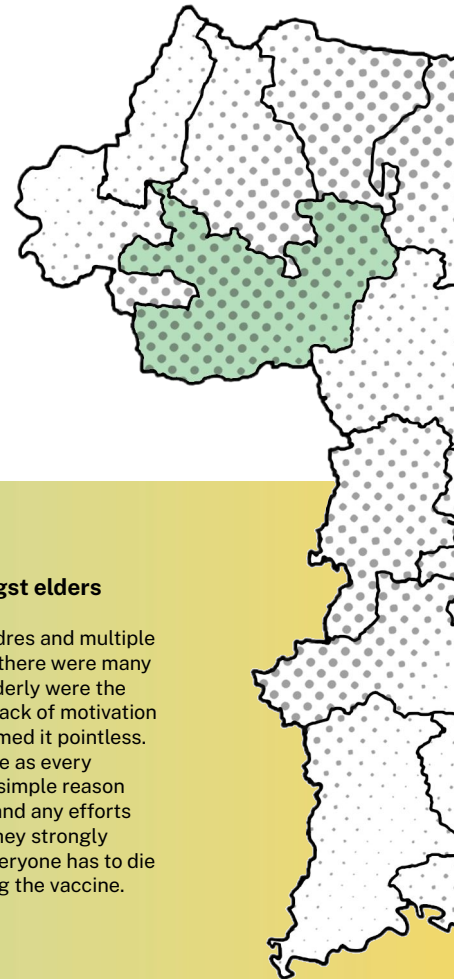 gst elders
dres and multiple
there were many
derly were the
ack of motivation
med it pointless.
e as every
simple reason
and any efforts
hey strongly
eryone has to die
g the vaccine.